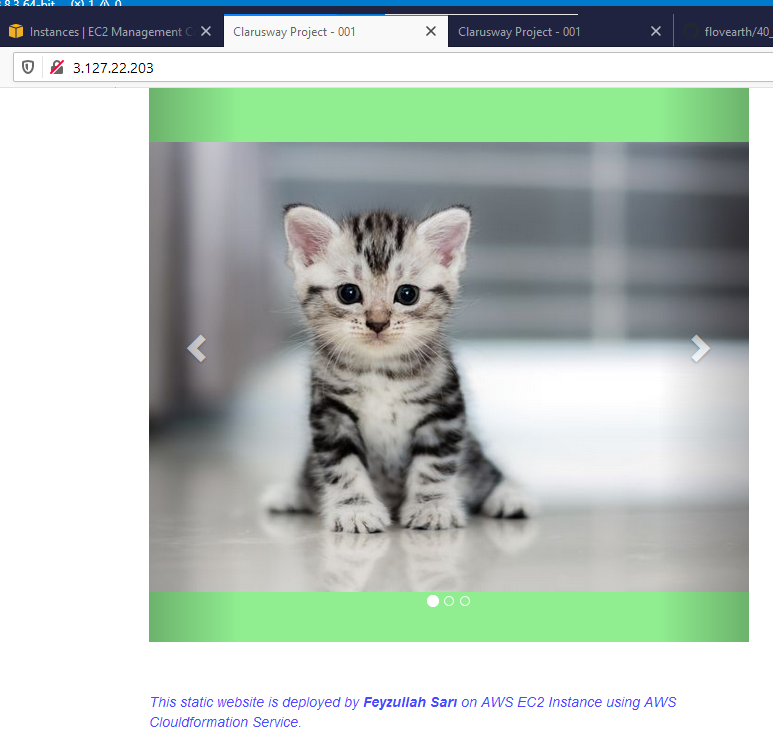 Instances | EC2 Management C
Clarusway Project - 001
Clarusway Project - 001
flovearth/40_
3.127.22.203
This static website is deployed by Feyzullah Sarı on AWS EC2 Instance using AWS
Clouldformation Service.